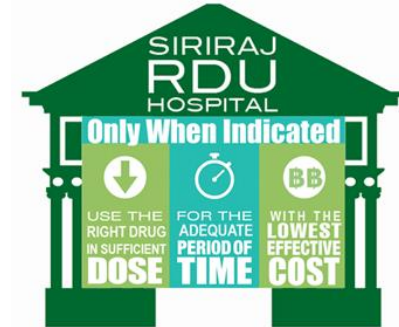 SIRIRAJ
RDU
HOSPITAL
Only When Indicated
USE THE
RIGHT DRUG
IN SUFFICIENT
DOSE
FOR THE
ADEQUATE
PERIOD OF
TIME
BB
WITH THE
LOWEST
EFFECTIVE
COST